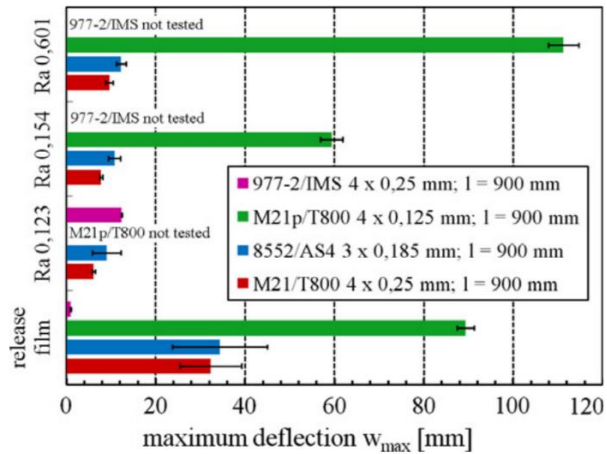 Ra 0,601
977-2/IMS not tested
Ra 0,154
977-2/IMS not tested
Ra 0,123
M21p/T800 not tested
release
film
977-2/IMS 4 x 0,25 mm; l = 900 mm
M21p/T800 4 x 0,125 mm; l = 900 mm
8552/AS4 3 x 0,185 mm; l = 900 mm
M21/T800 4 x 0,25 mm; l = 900 mm
0 20 40 60 80 100 120
maximum deflection wmax [mm]